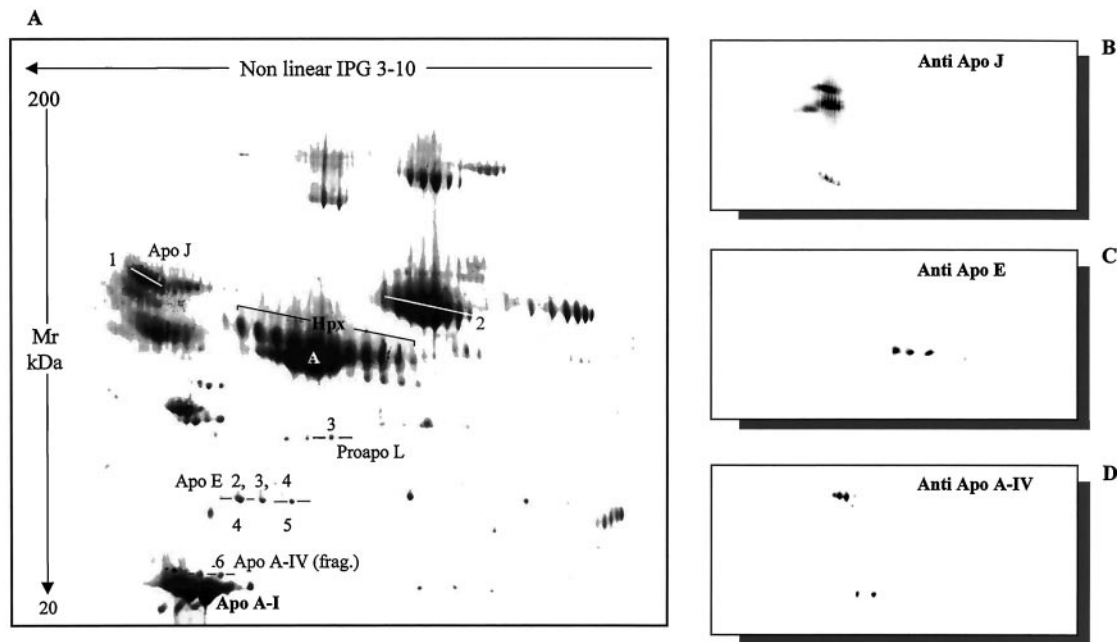 A
Non linear IPG 3-10
200
Mr
kDa
20
1 Apo J
2
Hpx
A
3
Proapo L
Apo E 2, 3, 4
4 5
6 Apo A-IV (frag.)
Apo A-I
B
Anti Apo J
C
Anti Apo E
D
Anti Apo A-IV